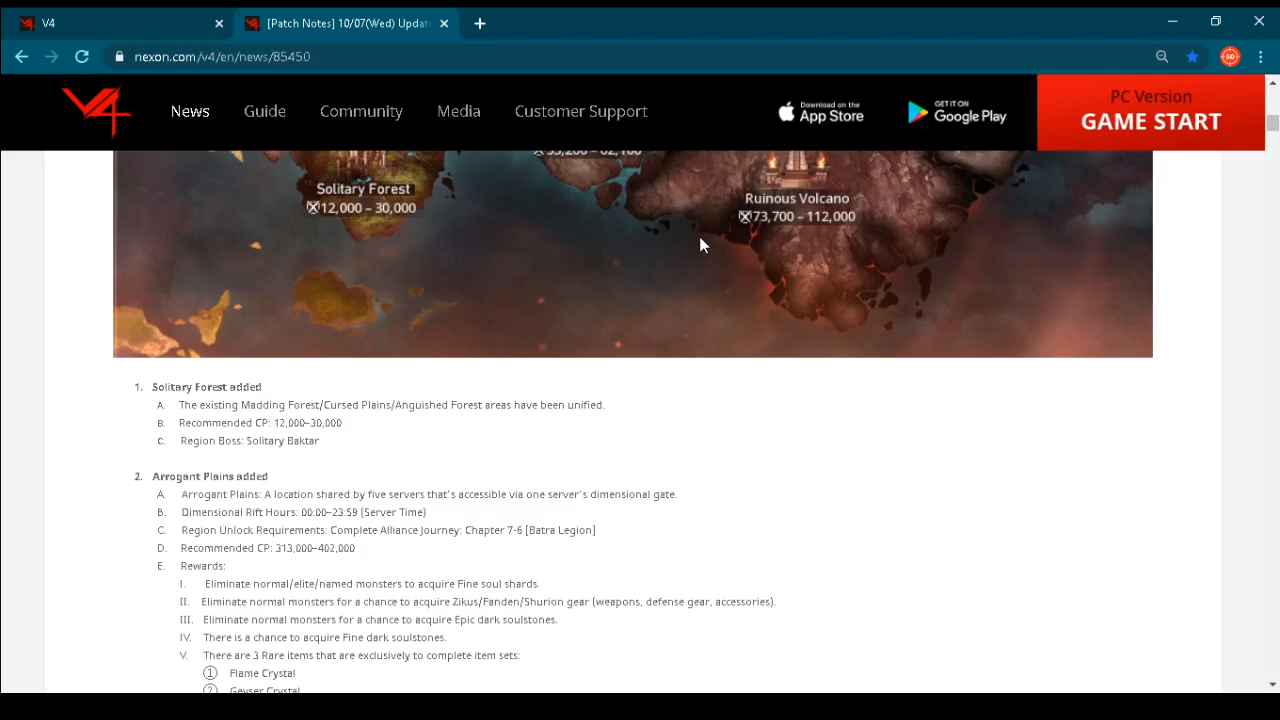 V4
[Patch Notes] 10/07(Wed) Updat
nexon.com/v4/en/news/85450
V4
News
Guide
Community
Media
Customer Support
Download on the
App Store
GET IT ON
Google Play
PC Version
GAME START
Solitary Forest
12,000 – 30,000
Ruinous Volcano
73,700 – 112,000
1. Solitary Forest added
A. The existing Madding Forest/Cursed Plains/Anguished Forest areas have been unified.
B. Recommended CP: 12,000–30,000
C. Region Boss: Solitary Baktar
2. Arrogant Plains added
A. Arrogant Plains: A location shared by five servers that's accessible via one server's dimensional gate.
B. Dimensional Rift Hours: 00:00–23:59 (Server Time)
C. Region Unlock Requirements: Complete Alliance Journey: Chapter 7-6 [Batra Legion]
D. Recommended CP: 313,000–402,000
E. Rewards:
I. Eliminate normal/elite/named monsters to acquire Fine soul shards.
II. Eliminate normal monsters for a chance to acquire Zikus/Fanden/Shurion gear (weapons, defense gear, accessories).
III. Eliminate normal monsters for a chance to acquire Epic dark soulstones.
IV. There is a chance to acquire Fine dark soulstones.
V. There are 3 Rare items that are exclusively to complete item sets:
① Flame Crystal
② Geyser Crystal